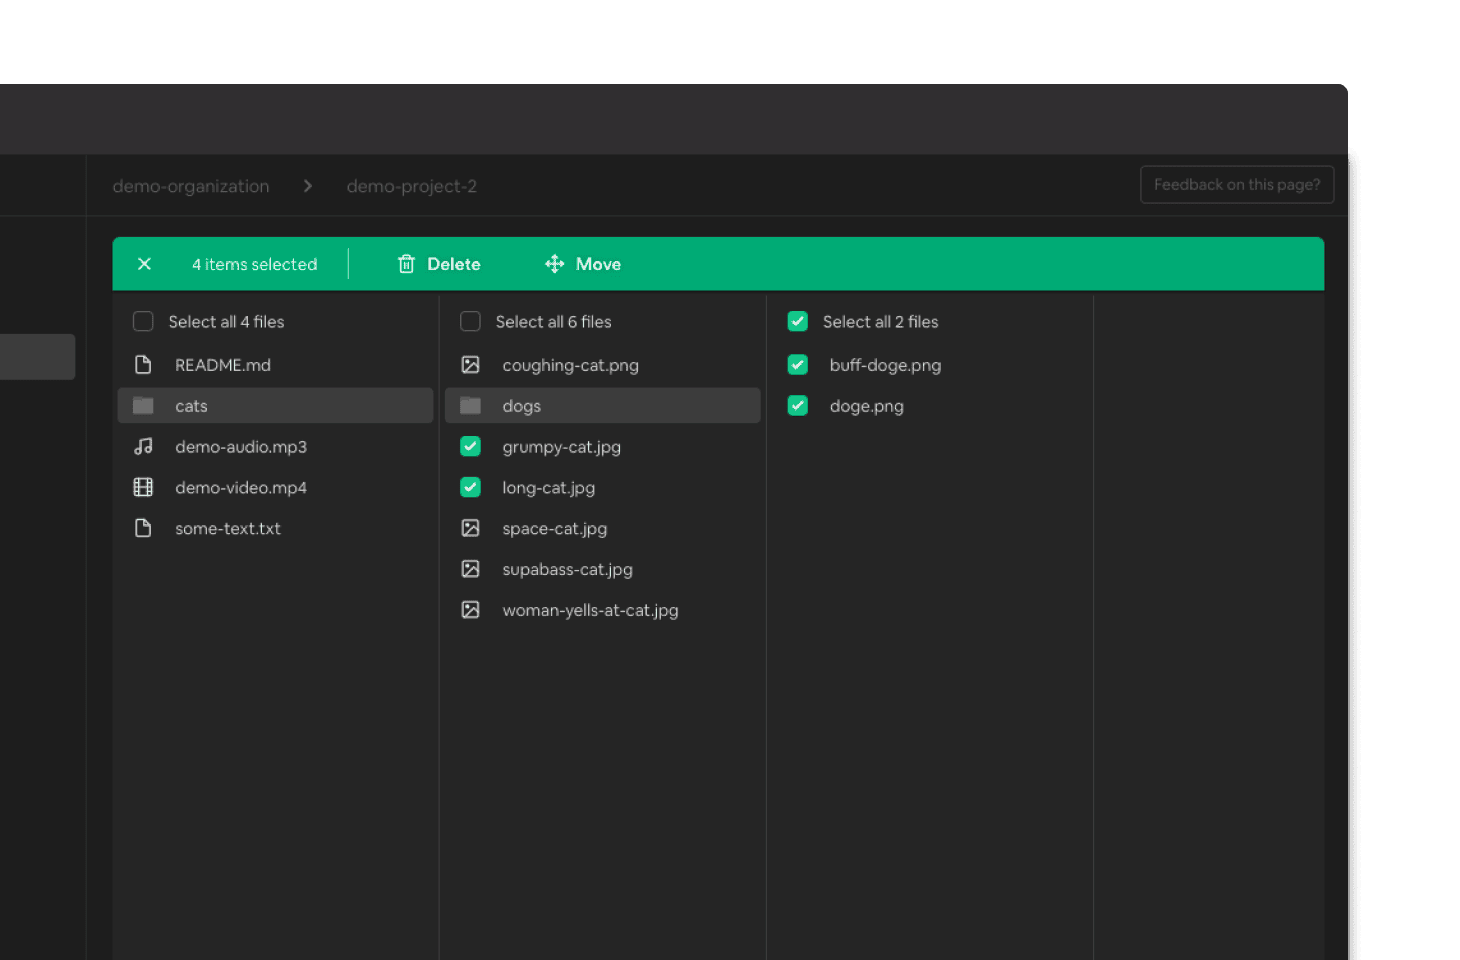 demo-organization > demo-project-2
Feedback on this page?
4 items selected
Delete
Move
Select all 4 files
README.md
cats
demo-audio.mp3
demo-video.mp4
some-text.txt
Select all 6 files
coughing-cat.png
dogs
grumpy-cat.jpg
long-cat.jpg
space-cat.jpg
supabass-cat.jpg
woman-yells-at-cat.jpg
Select all 2 files
buff-doge.png
doge.png